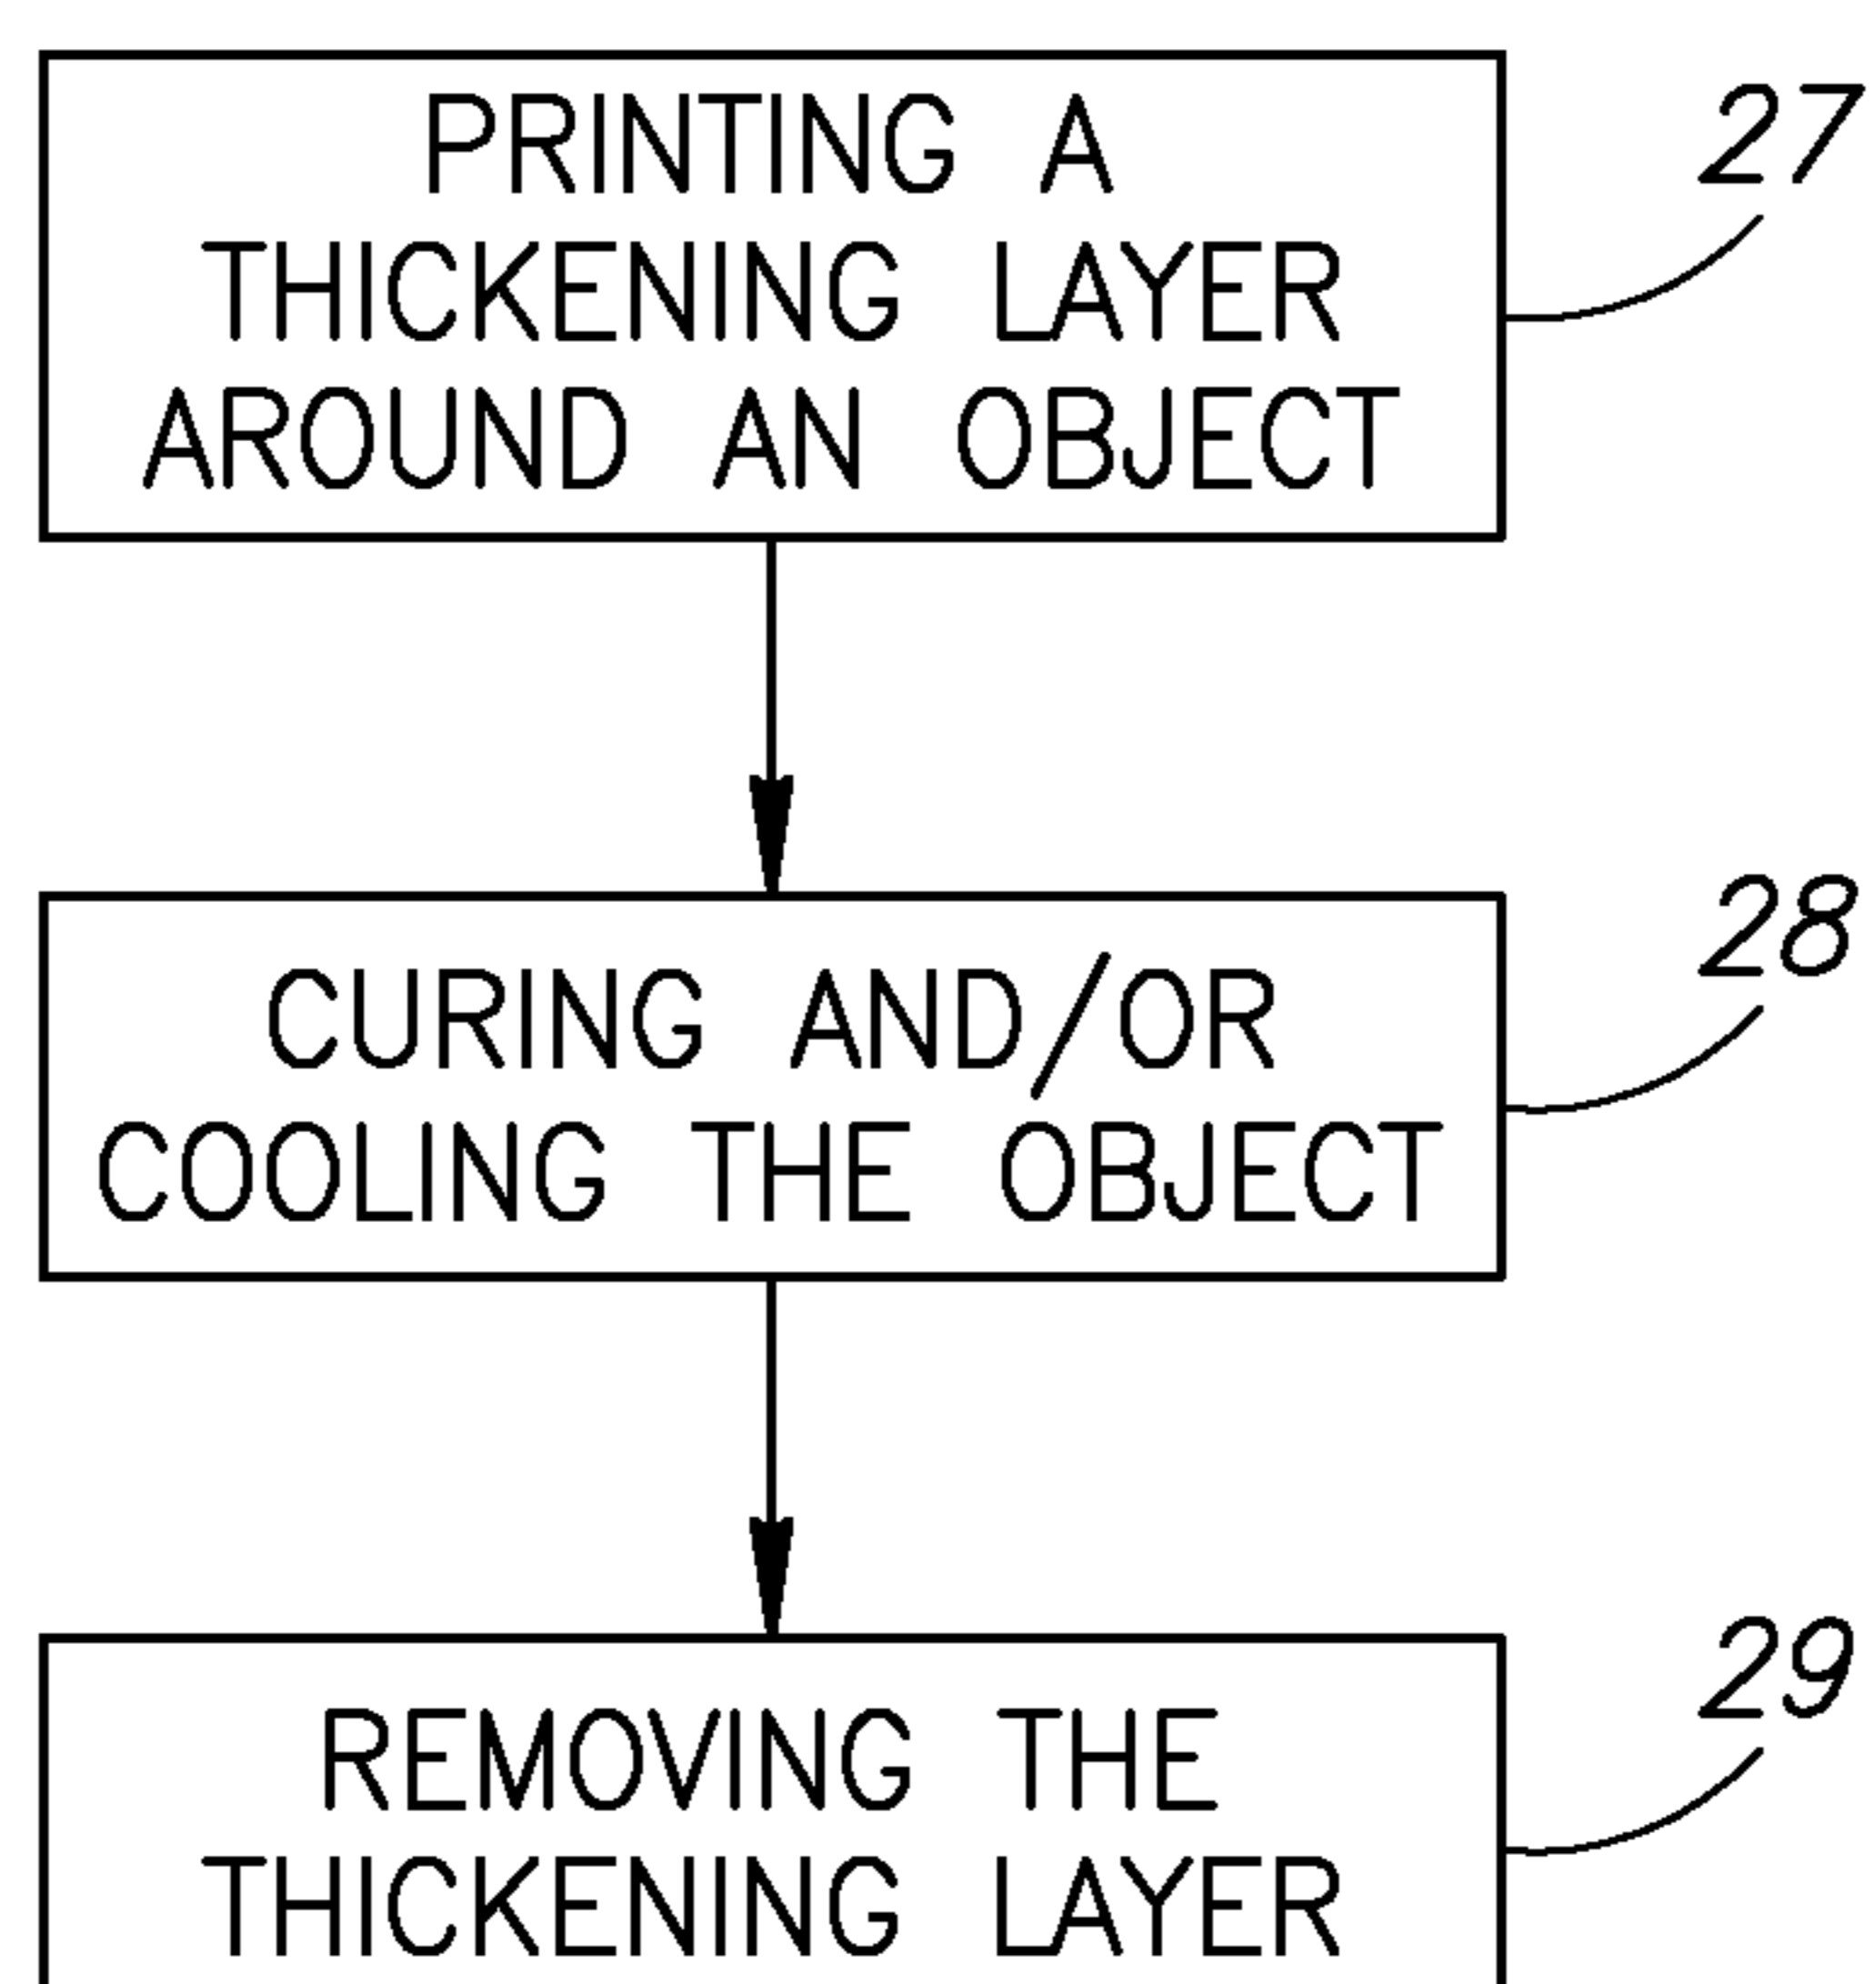 PRINTING A
THICKENING LAYER
AROUND AN OBJECT
27
CURING AND/OR
COOLING THE OBJECT
28
REMOVING THE
THICKENING LAYER
29